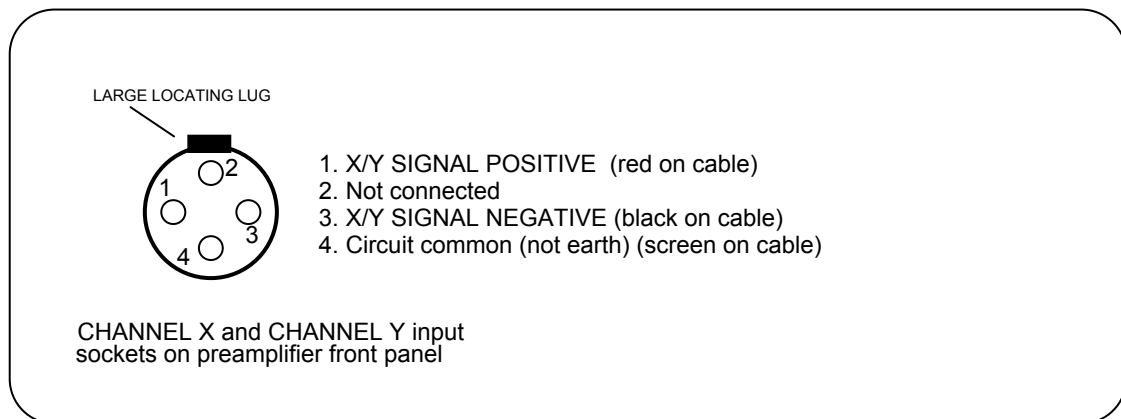 LARGE LOCATING LUG
2
1
3
4
1. X/Y SIGNAL POSITIVE (red on cable)
2. Not connected
3. X/Y SIGNAL NEGATIVE (black on cable)
4. Circuit common (not earth) (screen on cable)
CHANNEL X and CHANNEL Y input
sockets on preamplifier front panel